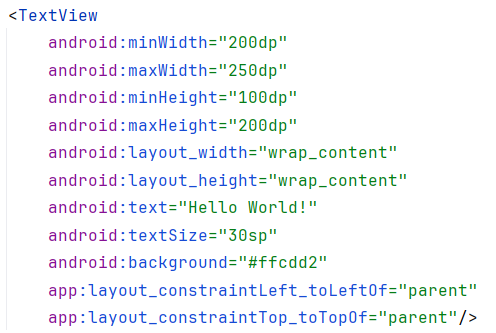 <TextView
    android:minWidth="200dp"
    android:maxWidth="250dp"
    android:minHeight="100dp"
    android:maxHeight="200dp"
    android:layout_width="wrap_content"
    android:layout_height="wrap_content"
    android:text="Hello World!"
    android:textSize="30sp"
    android:background="#ffcdd2"
    app:layout_constraintLeft_toLeftOf="parent"
    app:layout_constraintTop_toTopOf="parent"/>